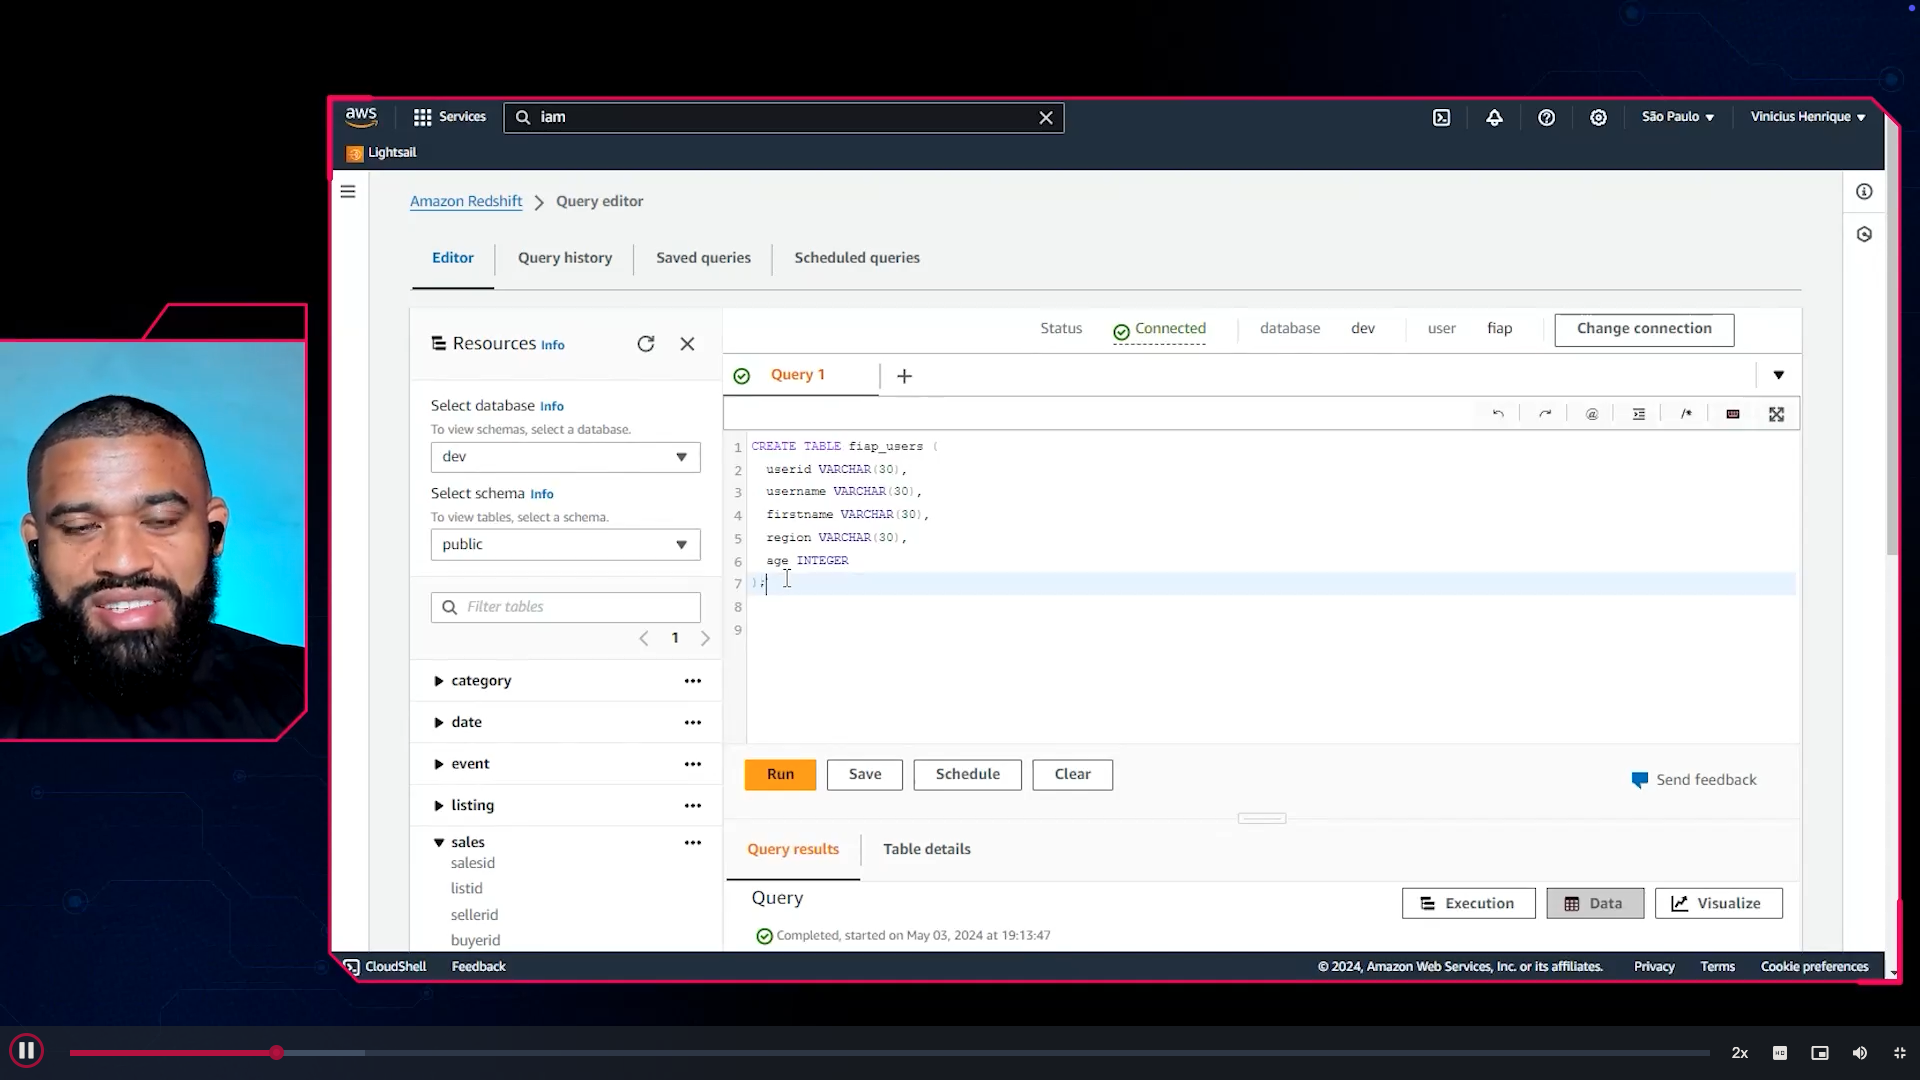 aws
Services
iam
São Paulo
Vinicius Henrique
Lightsail
Amazon Redshift
Query editor
Editor
Query history
Saved queries
Scheduled queries
Resources Info
Status
Connected
database
dev
user
fiap
Change connection
Query 1
Select database Info
To view schemas, select a database.
dev
Select schema Info
To view tables, select a schema.
public
Filter tables
1
category
date
event
listing
sales
salesid
listid
sellerid
buyerid
1 CREATE TABLE fiap_users (
2 userid VARCHAR(30),
3 username VARCHAR(30),
4 firstname VARCHAR(30),
5 region VARCHAR(30),
6 age INTEGER
7 );
8
9
Run
Save
Schedule
Clear
Send feedback
Query results
Table details
Query
Execution
Data
Visualize
Completed, started on May 03, 2024 at 19:13:47
CloudShell
Feedback
© 2024, Amazon Web Services, Inc. or its affiliates.
Privacy
Terms
Cookie preferences
2x
HD